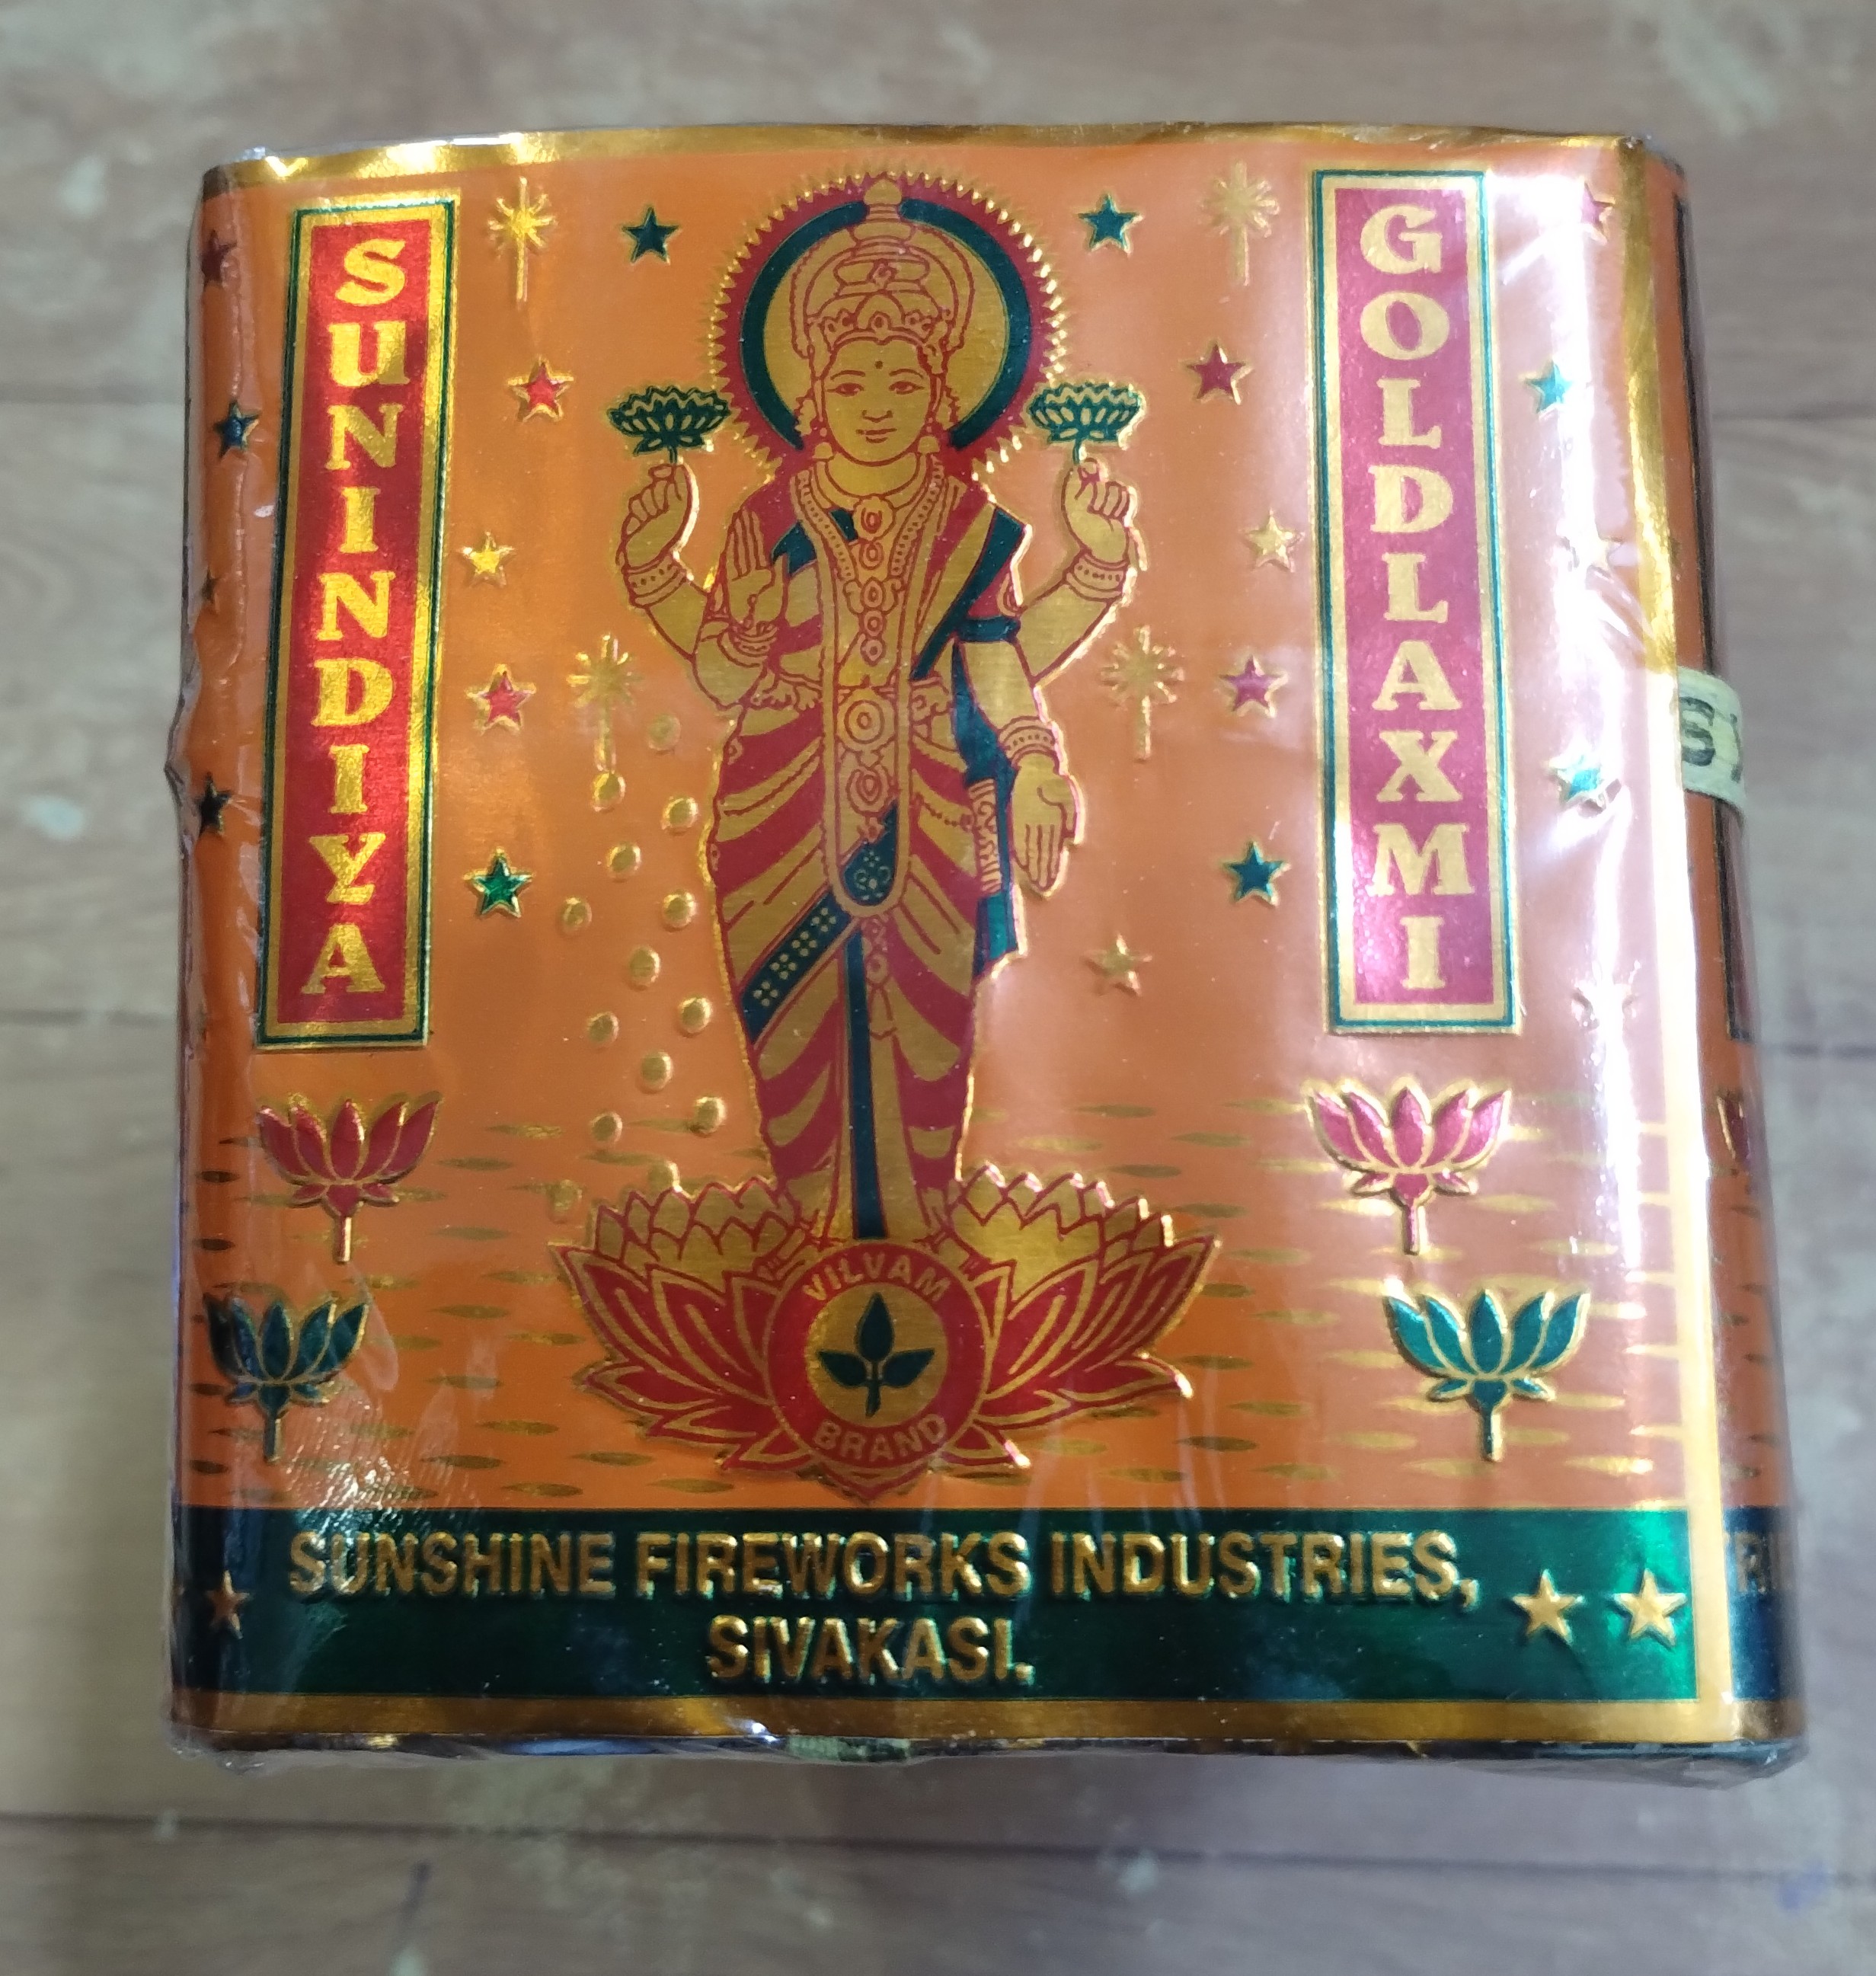 SUNINDIYA
GOLDLAXMI
VILVAM
BRAND
SUNSHINE FIREWORKS INDUSTRIES,
SIVAKASI.